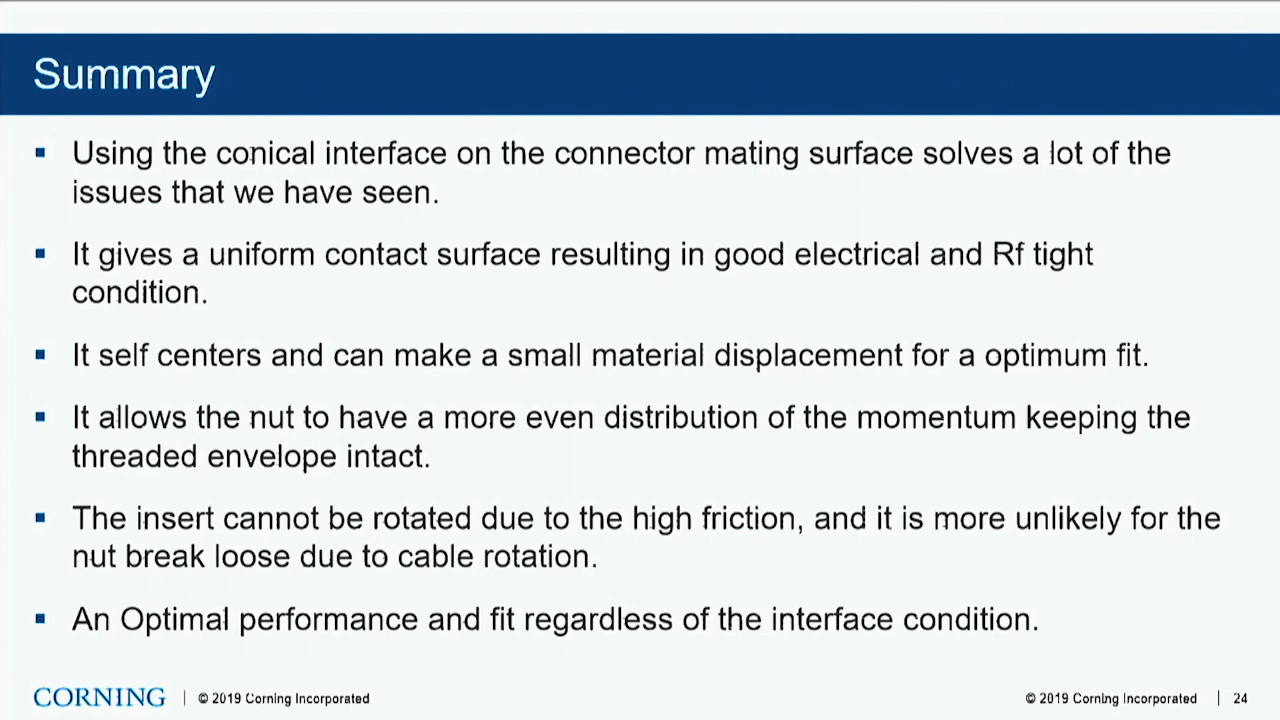 Summary
Using the conical interface on the connector mating surface solves a lot of the
issues that we have seen.
It gives a uniform contact surface resulting in good electrical and Rf tight
condition.
It self centers and can make a small material displacement for a optimum fit.
It allows the nut to have a more even distribution of the momentum keeping the
threaded envelope intact.
The insert cannot be rotated due to the high friction, and it is more unlikely for the
nut break loose due to cable rotation.
An Optimal performance and fit regardless of the interface condition.
CORNING | © 2019 Corning Incorporated
© 2019 Corning Incorporated | 24